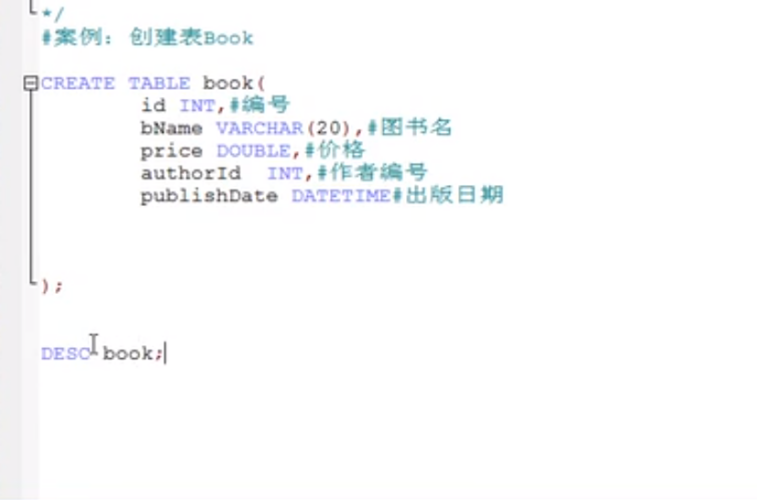 */
#案例：创建表Book
CREATE TABLE book(
id INT,#编号
bName VARCHAR(20),#图书名
price DOUBLE,#价格
authorId  INT,#作者编号
publishDate DATETIME#出版日期
);
DESC book;